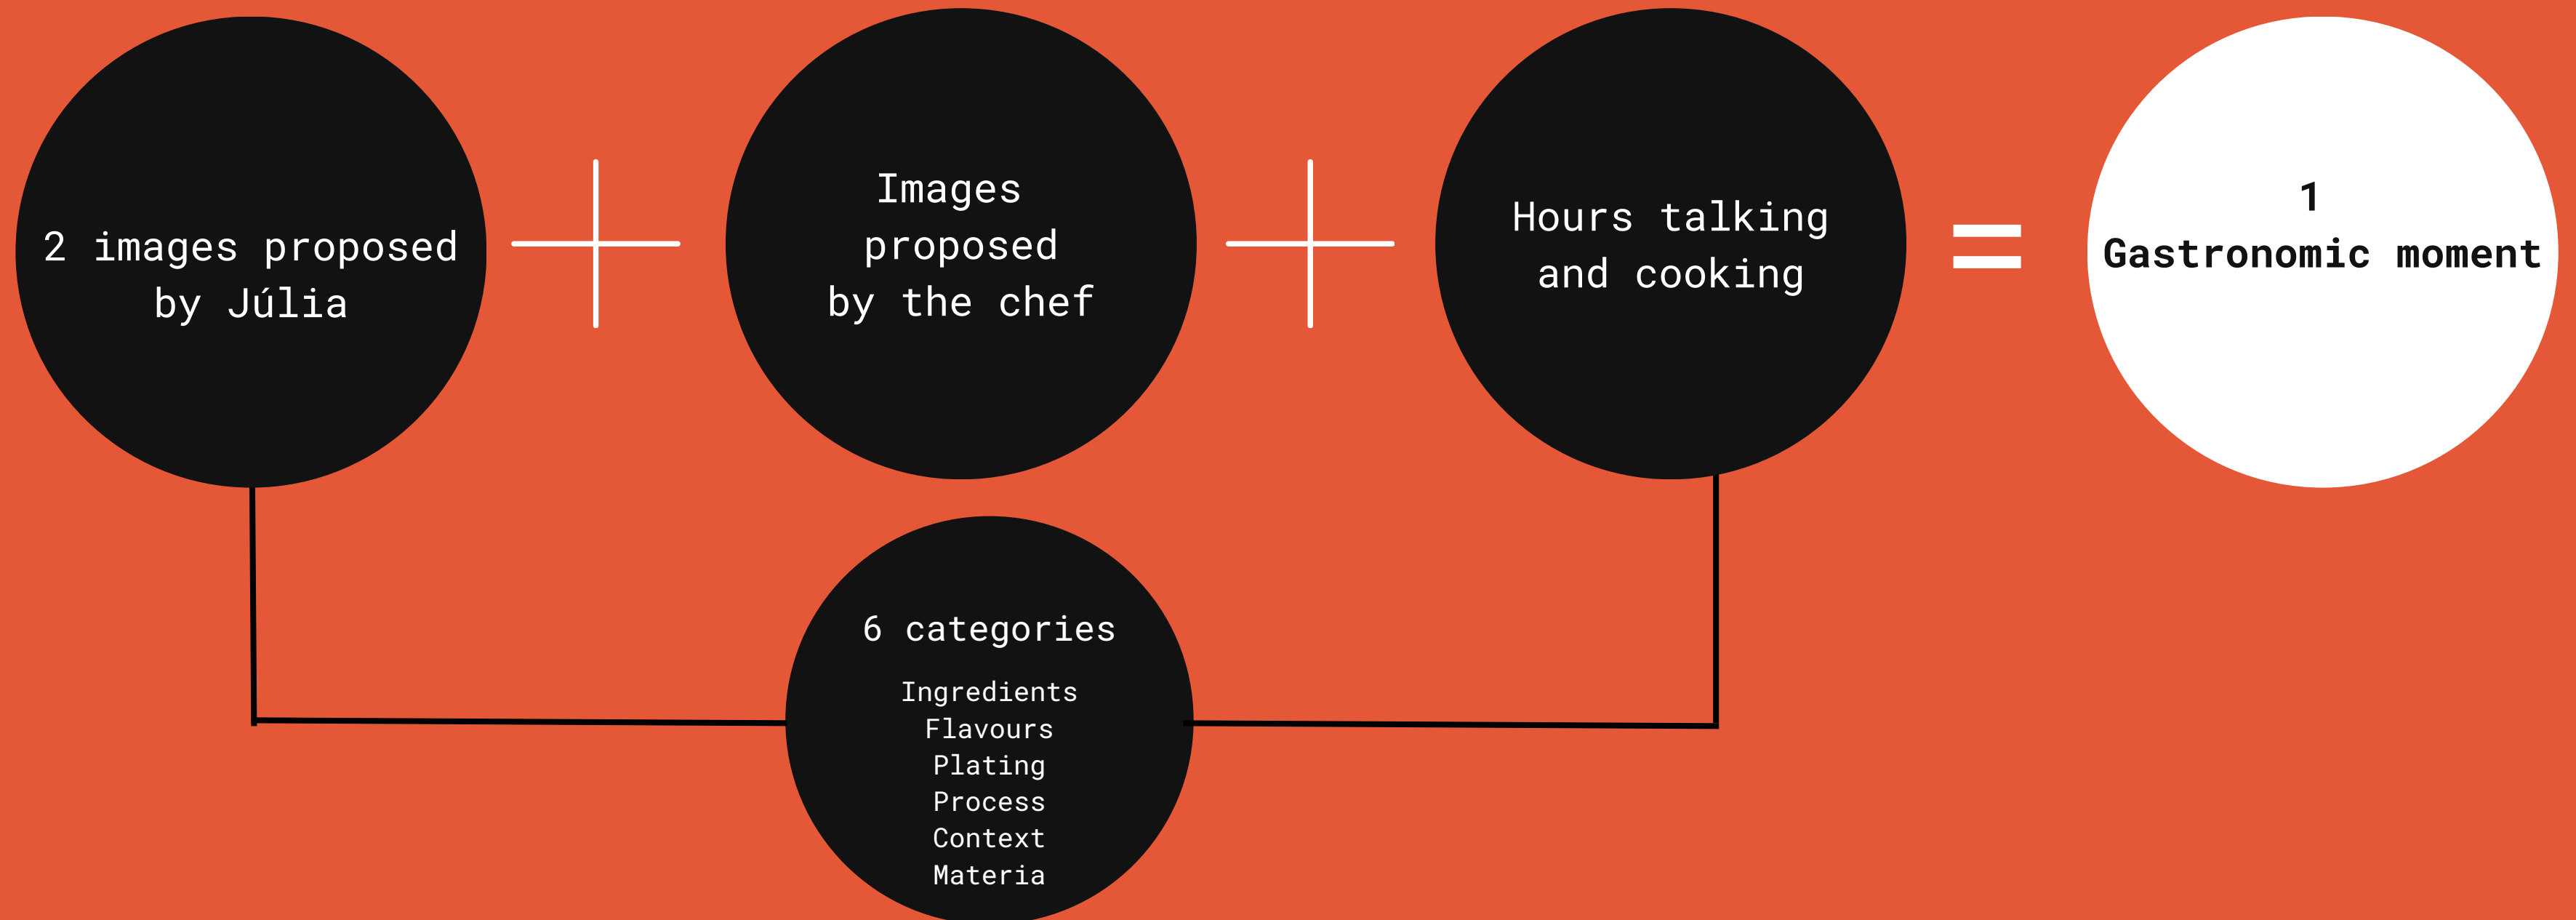 2 images proposed
by Júlia
Images
proposed
by the chef
Hours talking
and cooking
1
Gastronomic moment
6 categories
Ingredients
Flavours
Plating
Process
Context
Materia